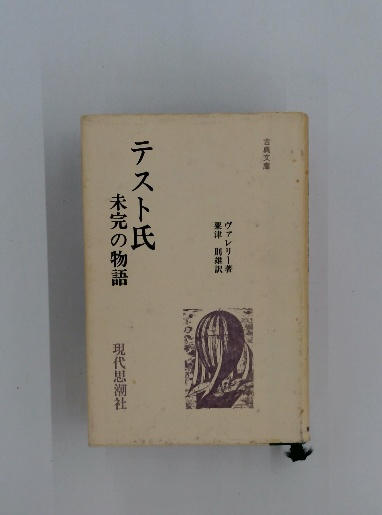 古典文庫
ヴァレリー著
粟津 則雄訳
テスト氏
未完の物語
現代思潮社